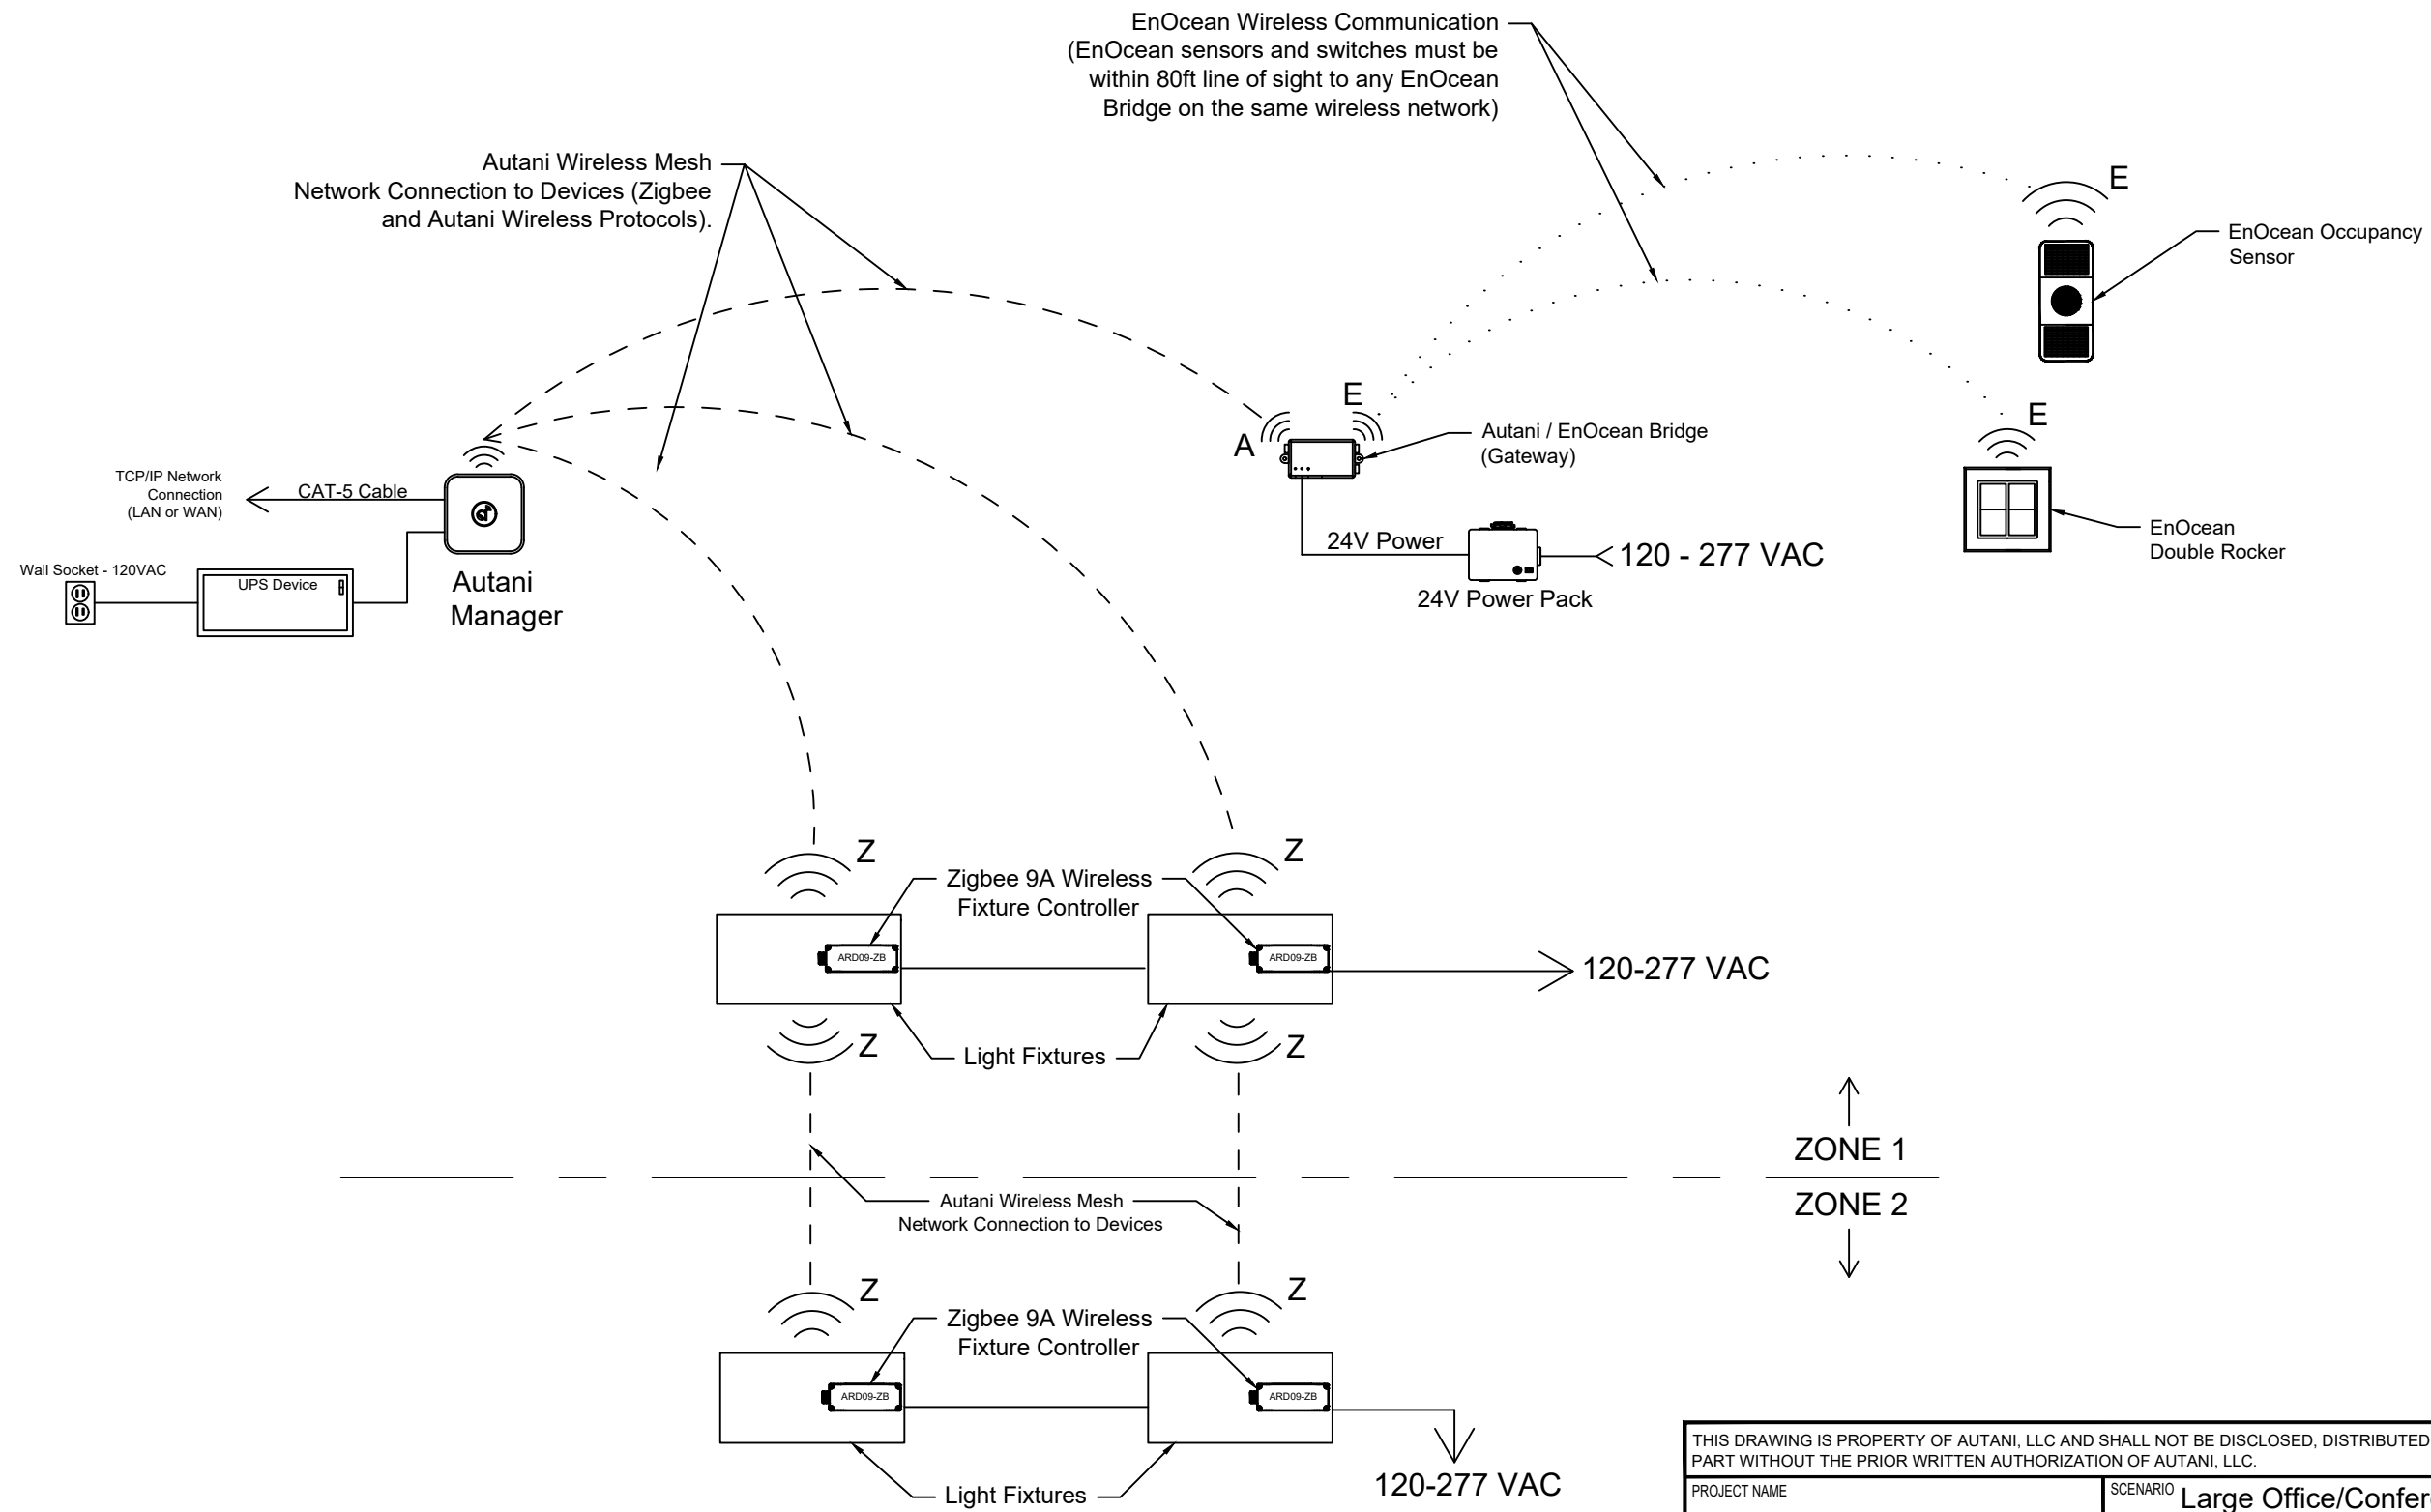 EnOcean Wireless Communication
(EnOcean sensors and switches must be
within 80ft line of sight to any EnOcean
Bridge on the same wireless network)
Autani Wireless Mesh
Network Connection to Devices (Zigbee
and Autani Wireless Protocols).
E
EnOcean Occupancy
Sensor
E
A
Autani / EnOcean Bridge
(Gateway)
E
EnOcean
Double Rocker
TCP/IP Network
Connection
(LAN or WAN)
CAT-5 Cable
Wall Socket - 120VAC
UPS Device
Autani
Manager
24V Power
120 - 277 VAC
24V Power Pack
Z
Z
Zigbee 9A Wireless
Fixture Controller
ARD09-ZB
ARD09-ZB
120-277 VAC
Z
Z
Light Fixtures
ZONE 1
ZONE 2
Autani Wireless Mesh
Network Connection to Devices
Z
Z
Zigbee 9A Wireless
Fixture Controller
ARD09-ZB
ARD09-ZB
120-277 VAC
Light Fixtures
THIS DRAWING IS PROPERTY OF AUTANI, LLC AND SHALL NOT BE DISCLOSED, DISTRIBUTED
PART WITHOUT THE PRIOR WRITTEN AUTHORIZATION OF AUTANI, LLC.
PROJECT NAME
SCENARIO Large Office/Confer